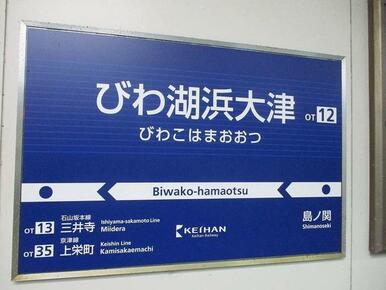 びわ湖浜大津 OT 12
びわこはまおおつ
Biwako-hamaotsu
OT 13 石山坂本線 Ishiyama-sakamoto Line
三井寺 Miidera
OT 35 京津線 Keishin Line
上栄町 Kamisakaemachi
KEIHAN
Keihan Railway
島ノ関
Shimanoseki